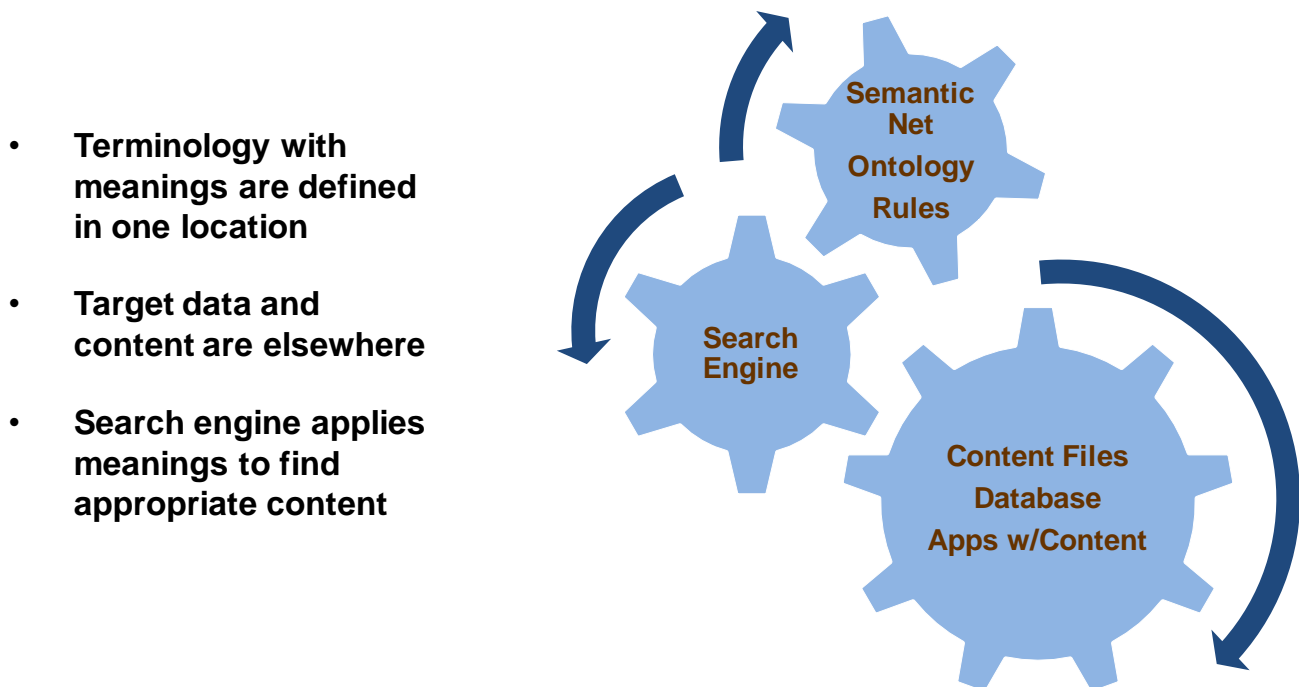 • Terminology with
meanings are defined
in one location
• Target data and
content are elsewhere
• Search engine applies
meanings to find
appropriate content
Semantic
Net
Ontology
Rules
Search
Engine
Content Files
Database
Apps w/Content